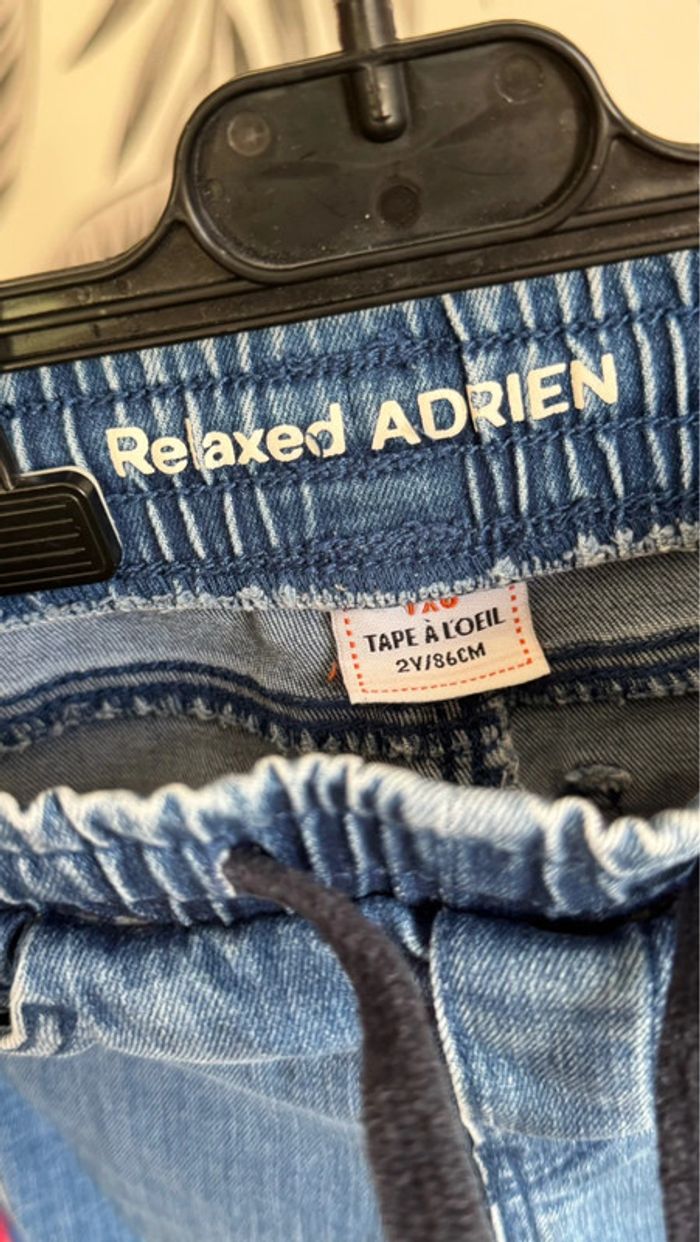 Relaxed ADRIEN
TAPE À L'OEIL
2Y/86CM